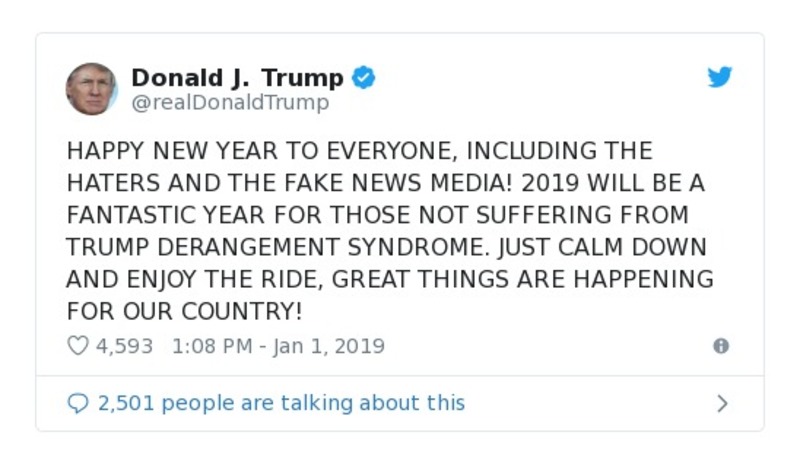 Donald J. Trump
@realDonaldTrump
HAPPY NEW YEAR TO EVERYONE, INCLUDING THE
HATERS AND THE FAKE NEWS MEDIA! 2019 WILL BE A
FANTASTIC YEAR FOR THOSE NOT SUFFERING FROM
TRUMP DERANGEMENT SYNDROME. JUST CALM DOWN
AND ENJOY THE RIDE, GREAT THINGS ARE HAPPENING
FOR OUR COUNTRY!
4,593 1:08 PM - Jan 1, 2019
2,501 people are talking about this